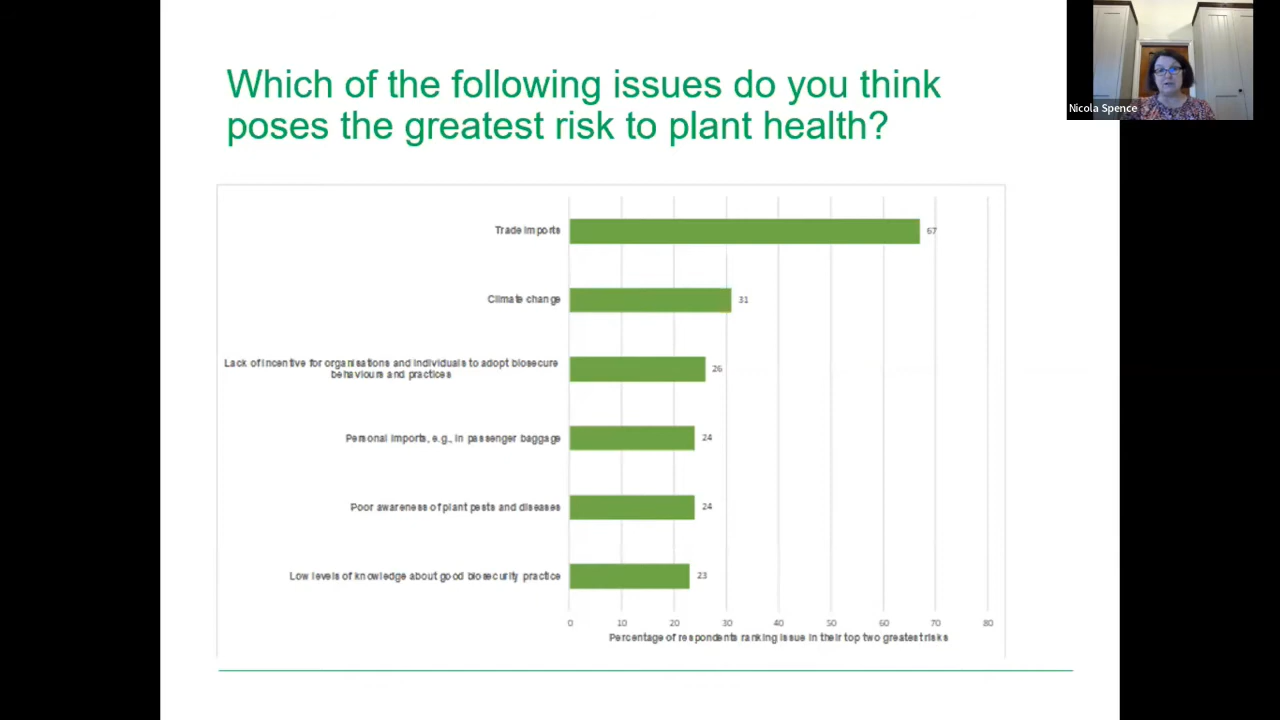 Which of the following issues do you think
poses the greatest risk to plant health?
Nicola Spence
Trade imports
67
Climate change
31
Lack of incentive for organisations and individuals to adopt biosecure
behaviours and practices
26
Personal imports, e.g., in passenger baggage
24
Poor awareness of plant pests and diseases
24
Low levels of knowledge about good biosecurity practice
23
0 10 20 30 40 50 60 70 80
Percentage of respondents ranking issue in their top two greatest risks